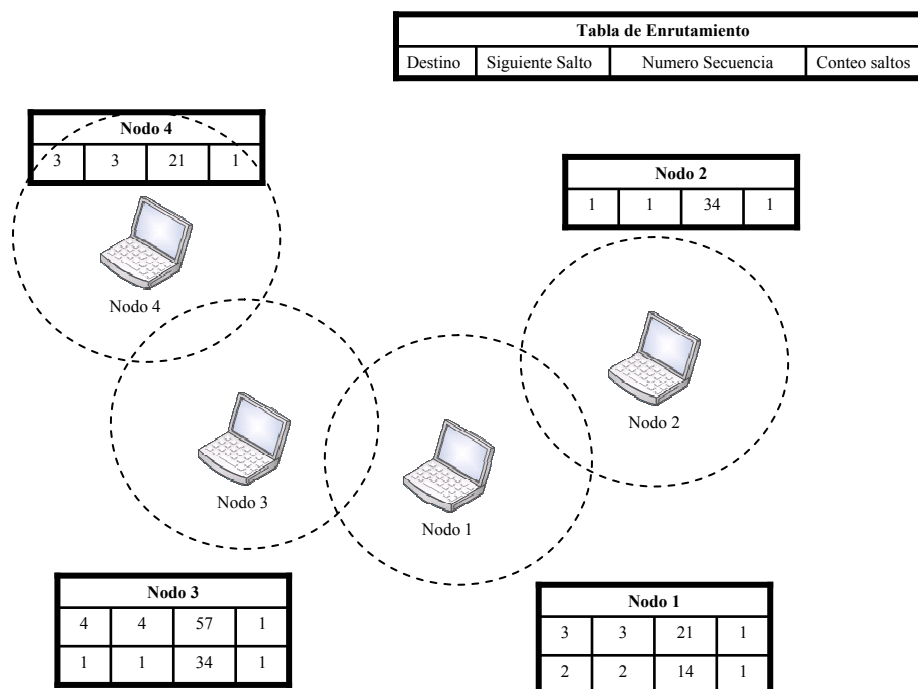 Tabla de Enrutamiento
Destino Siguiente Salto Numero Secuencia Conteo saltos
Nodo 4
3 3 21 1
Nodo 2
1 1 34 1
Nodo 4
Nodo 2
Nodo 3
Nodo 1
Nodo 3
4 4 57 1
1 1 34 1
Nodo 1
3 3 21 1
2 2 14 1